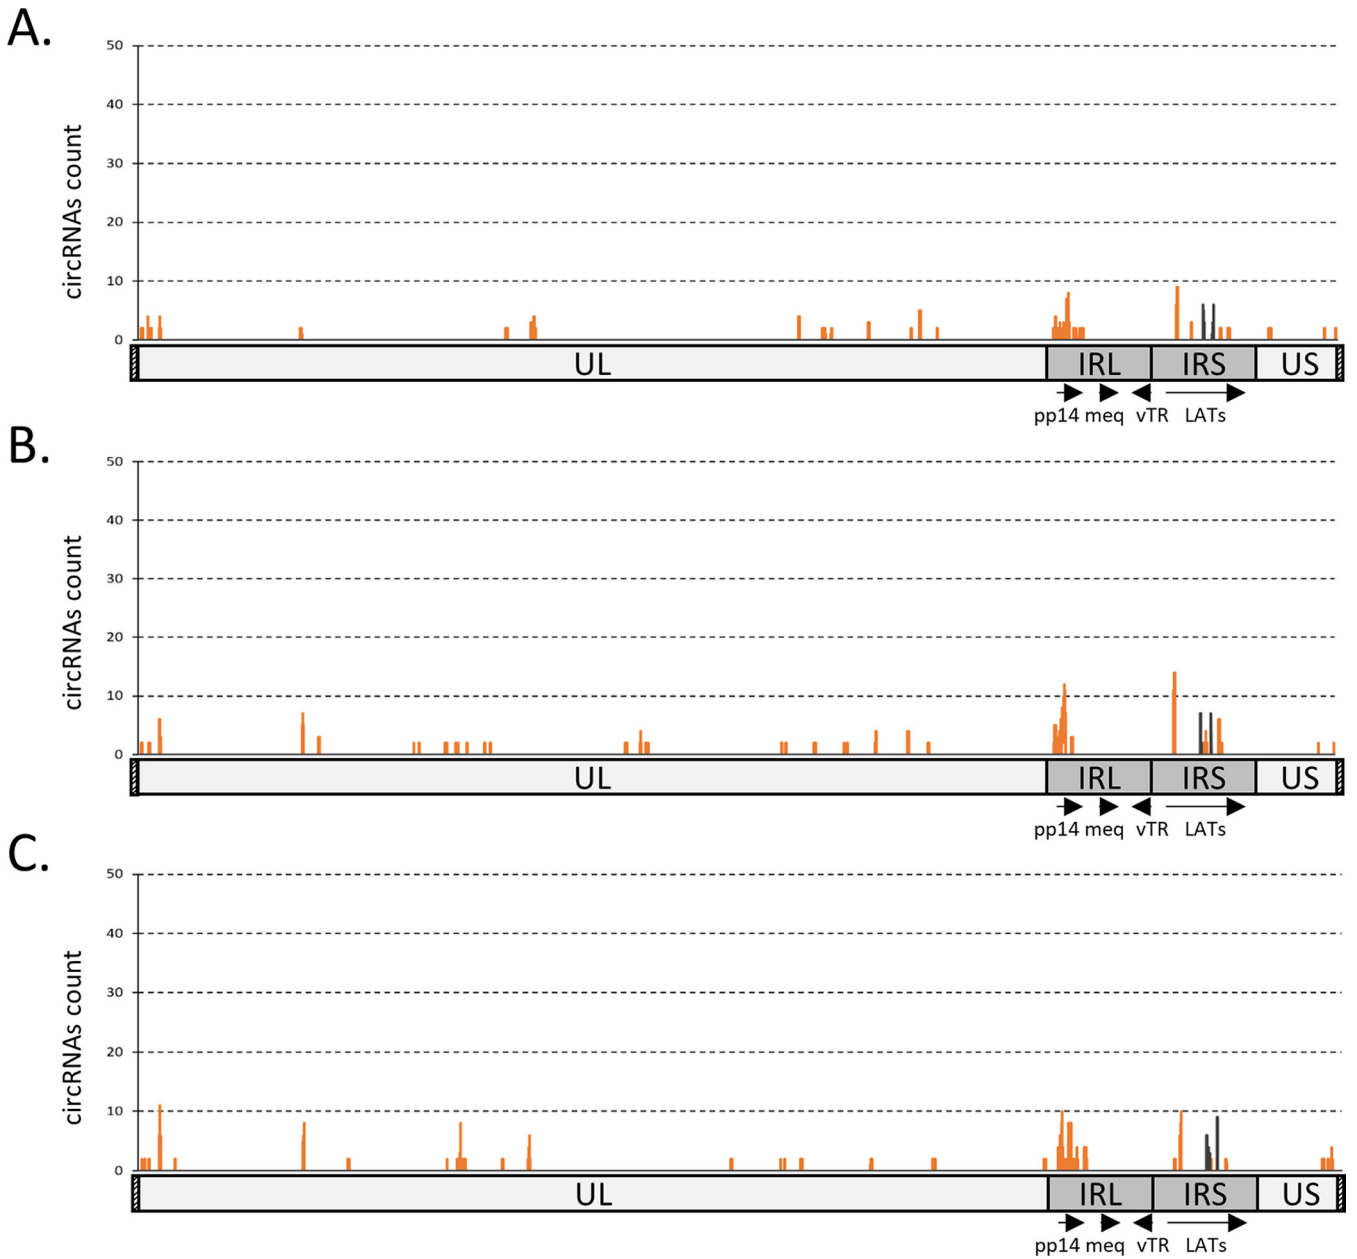 A.
circRNAs count
50
40
30
20
10
0
UL IRL IRS US
pp14 meq vTR LATs
B.
circRNAs count
50
40
30
20
10
0
UL IRL IRS US
pp14 meq vTR LATs
C.
circRNAs count
50
40
30
20
10
0
UL IRL IRS US
pp14 meq vTR LATs